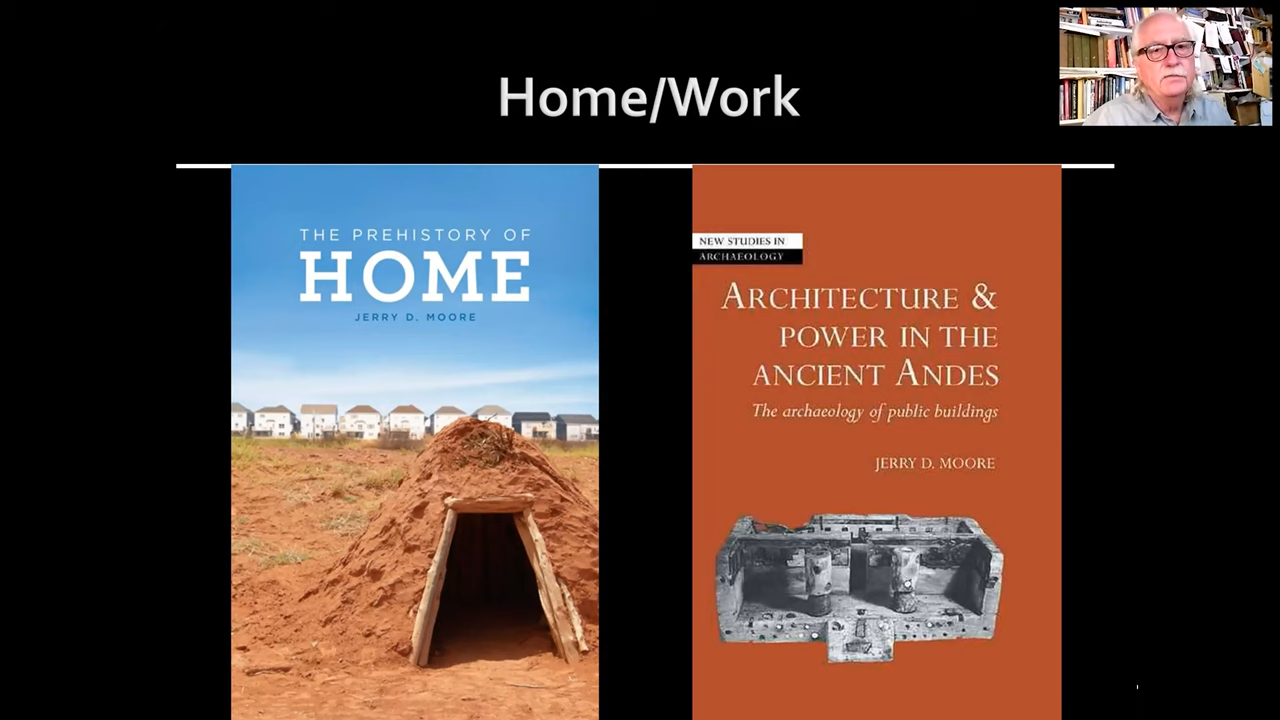 Home/Work
THE PREHISTORY OF
HOME
JERRY D. MOORE
NEW STUDIES IN
ARCHAEOLOGY
ARCHITECTURE &
POWER IN THE
ANCIENT ANDES
The archaeology of public buildings
JERRY D. MOORE